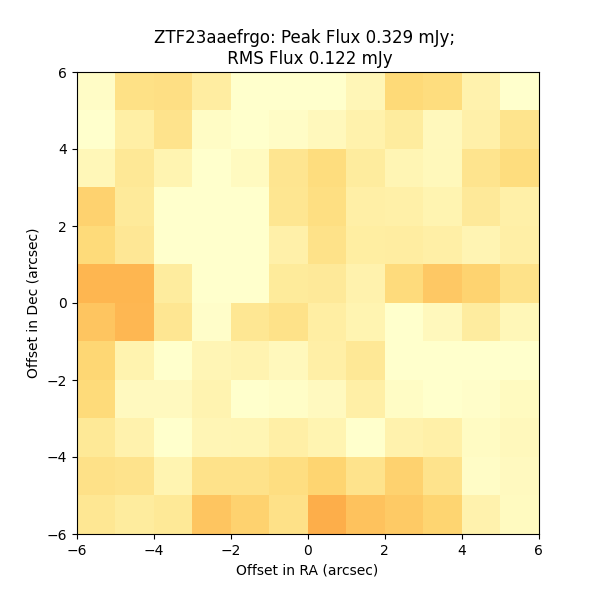 ZTF23aaefrgo: Peak Flux 0.329 mJy;
RMS Flux 0.122 mJy
6
4
2
0
−2
−4
−6
Offset in Dec (arcsec)
−6 −4 −2 0 2 4 6
Offset in RA (arcsec)